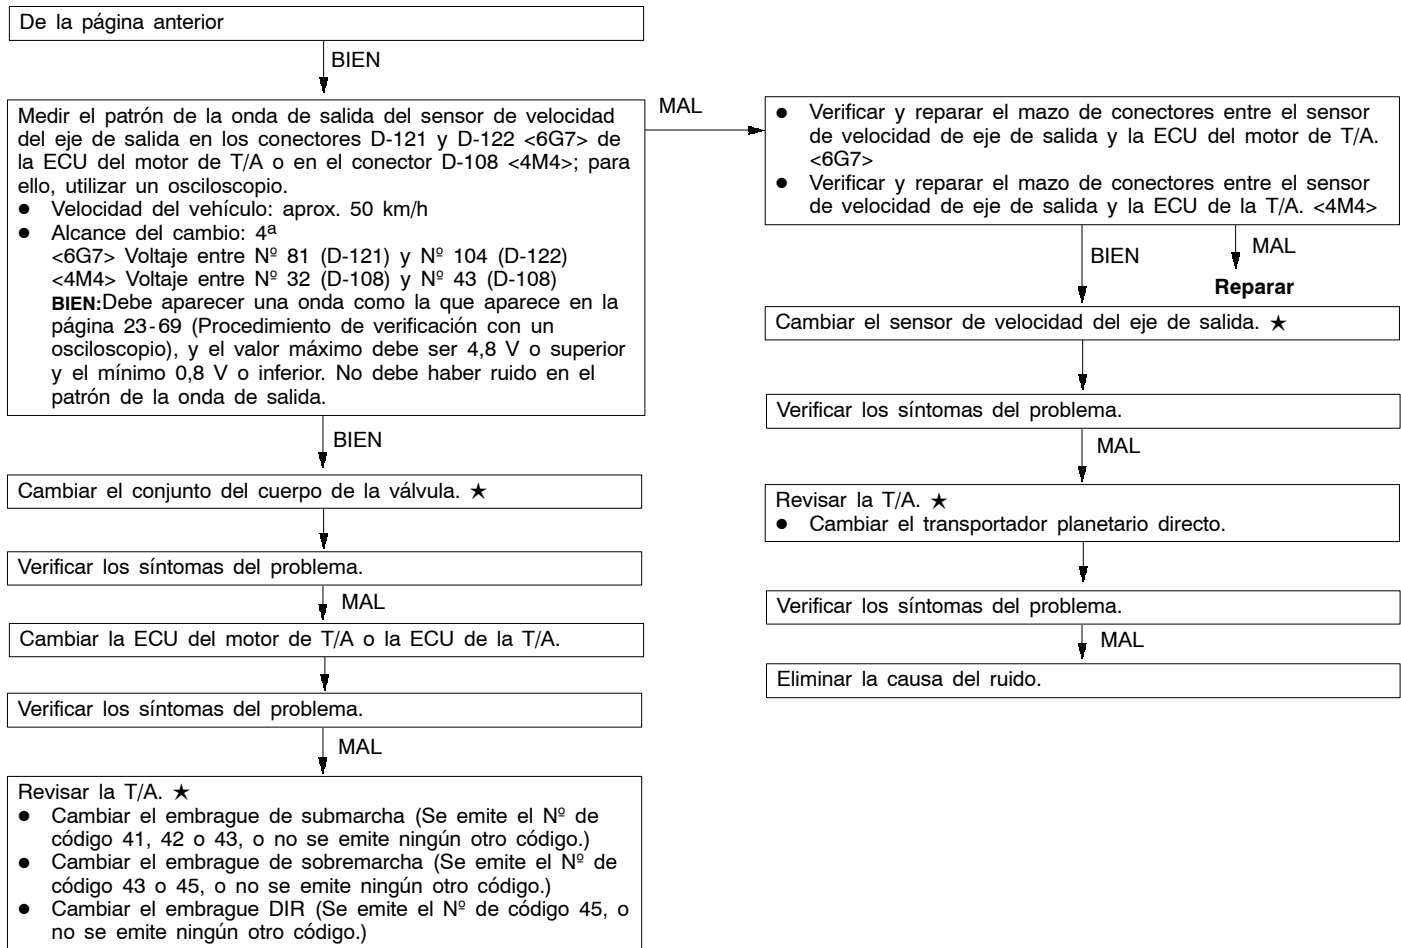 De la página anterior
BIEN
Medir el patrón de la onda de salida del sensor de velocidad
del eje de salida en los conectores D-121 y D-122 <6G7> de
la ECU del motor de T/A o en el conector D-108 <4M4>; para
ello, utilizar un osciloscopio.
● Velocidad del vehículo: aprox. 50 km/h
● Alcance del cambio: 4ª
<6G7> Voltaje entre Nº 81 (D-121) y Nº 104 (D-122)
<4M4> Voltaje entre Nº 32 (D-108) y Nº 43 (D-108)
BIEN:Debe aparecer una onda como la que aparece en la
página 23-69 (Procedimiento de verificación con un
osciloscopio), y el valor máximo debe ser 4,8 V o superior
y el mínimo 0,8 V o inferior. No debe haber ruido en el
patrón de la onda de salida.
BIEN
Cambiar el conjunto del cuerpo de la válvula. ★
Verificar los síntomas del problema.
MAL
Cambiar la ECU del motor de T/A o la ECU de la T/A.
Verificar los síntomas del problema.
MAL
Revisar la T/A. ★
● Cambiar el embrague de submarcha (Se emite el Nº de
código 41, 42 o 43, o no se emite ningún otro código.)
● Cambiar el embrague de sobremarcha (Se emite el Nº de
código 43 o 45, o no se emite ningún otro código.)
● Cambiar el embrague DIR (Se emite el Nº de código 45, o
no se emite ningún otro código.)
MAL
● Verificar y reparar el mazo de conectores entre el sensor
de velocidad de eje de salida y la ECU del motor de T/A.
<6G7>
● Verificar y reparar el mazo de conectores entre el sensor
de velocidad de eje de salida y la ECU de la T/A. <4M4>
BIEN
MAL
Reparar
Cambiar el sensor de velocidad del eje de salida. ★
Verificar los síntomas del problema.
MAL
Revisar la T/A. ★
● Cambiar el transportador planetario directo.
Verificar los síntomas del problema.
MAL
Eliminar la causa del ruido.